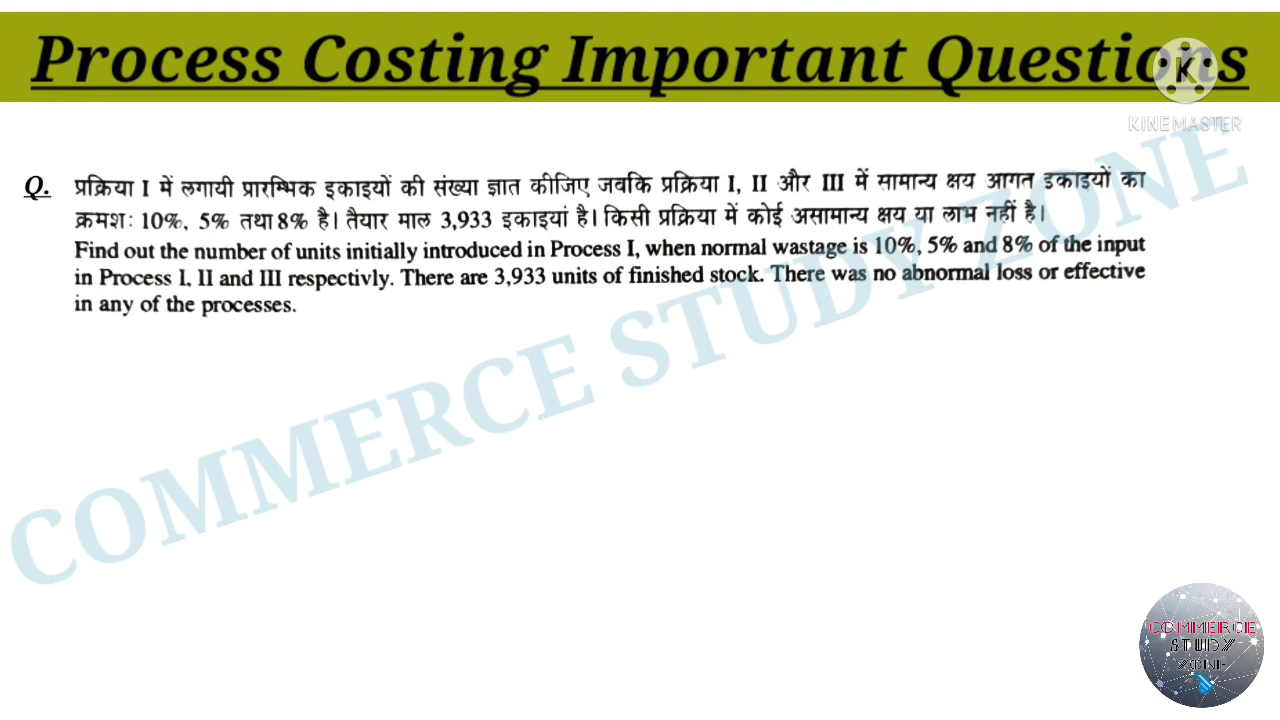 Process Costing Important Questions
K
KINEMASTER
Q. प्रक्रिया I में लगायी प्रारम्भिक इकाइयों की संख्या ज्ञात कीजिए जबकि प्रक्रिया I, II और III में सामान्य क्षय आगत इकाइयों का
क्रमश: 10%, 5% तथा 8% है। तैयार माल 3,933 इकाइयां है। किसी प्रक्रिया में कोई असामान्य क्षय या लाभ नहीं है।
Find out the number of units initially introduced in Process I, when normal wastage is 10%, 5% and 8% of the input
in Process I, II and III respectivly. There are 3,933 units of finished stock. There was no abnormal loss or effective
in any of the processes.
COMMERCE STUDY ZONE
COMMERCE
STUDY
ZONE